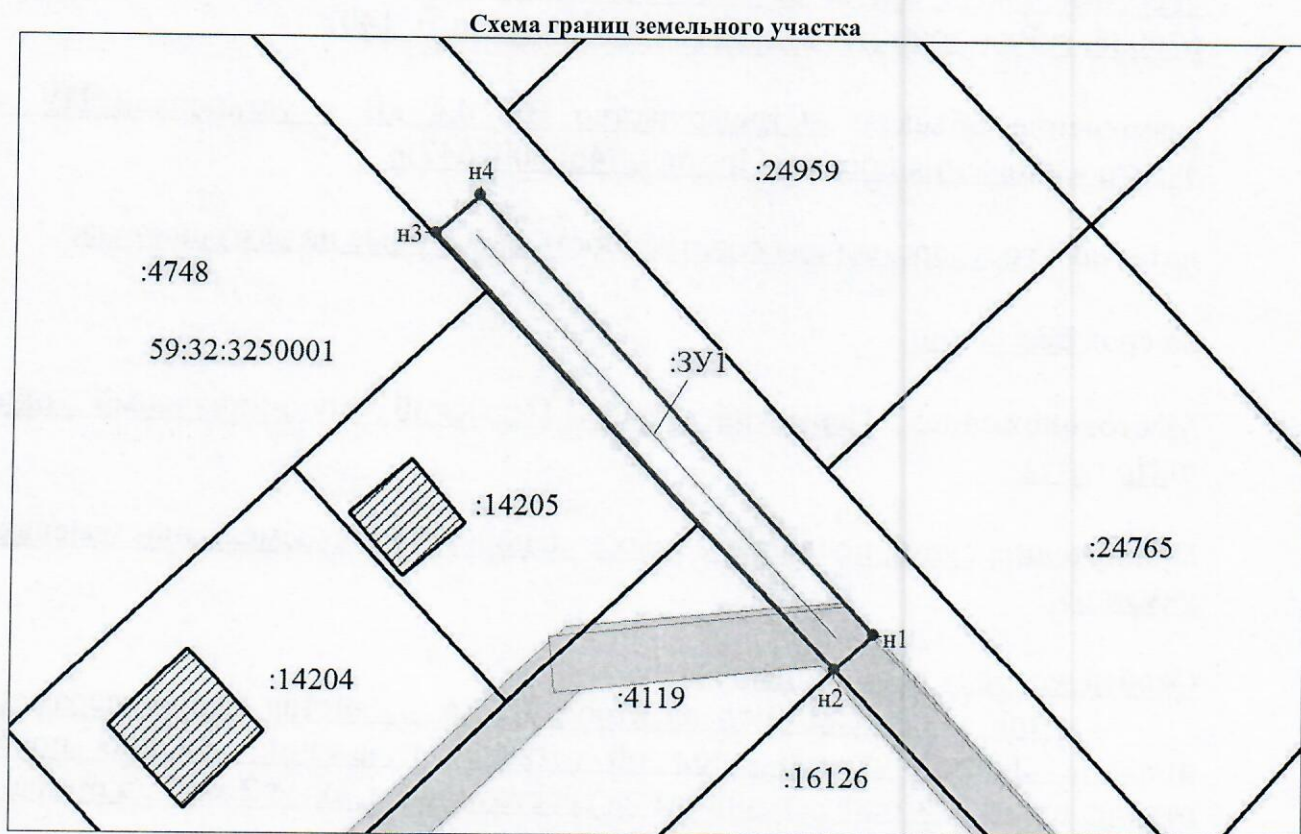 Схема границ земельного участка
н4
:24959
н3
:4748
59:32:3250001
:ЗУ1
:14205
:24765
н1
:14204
:4119
н2
:16126